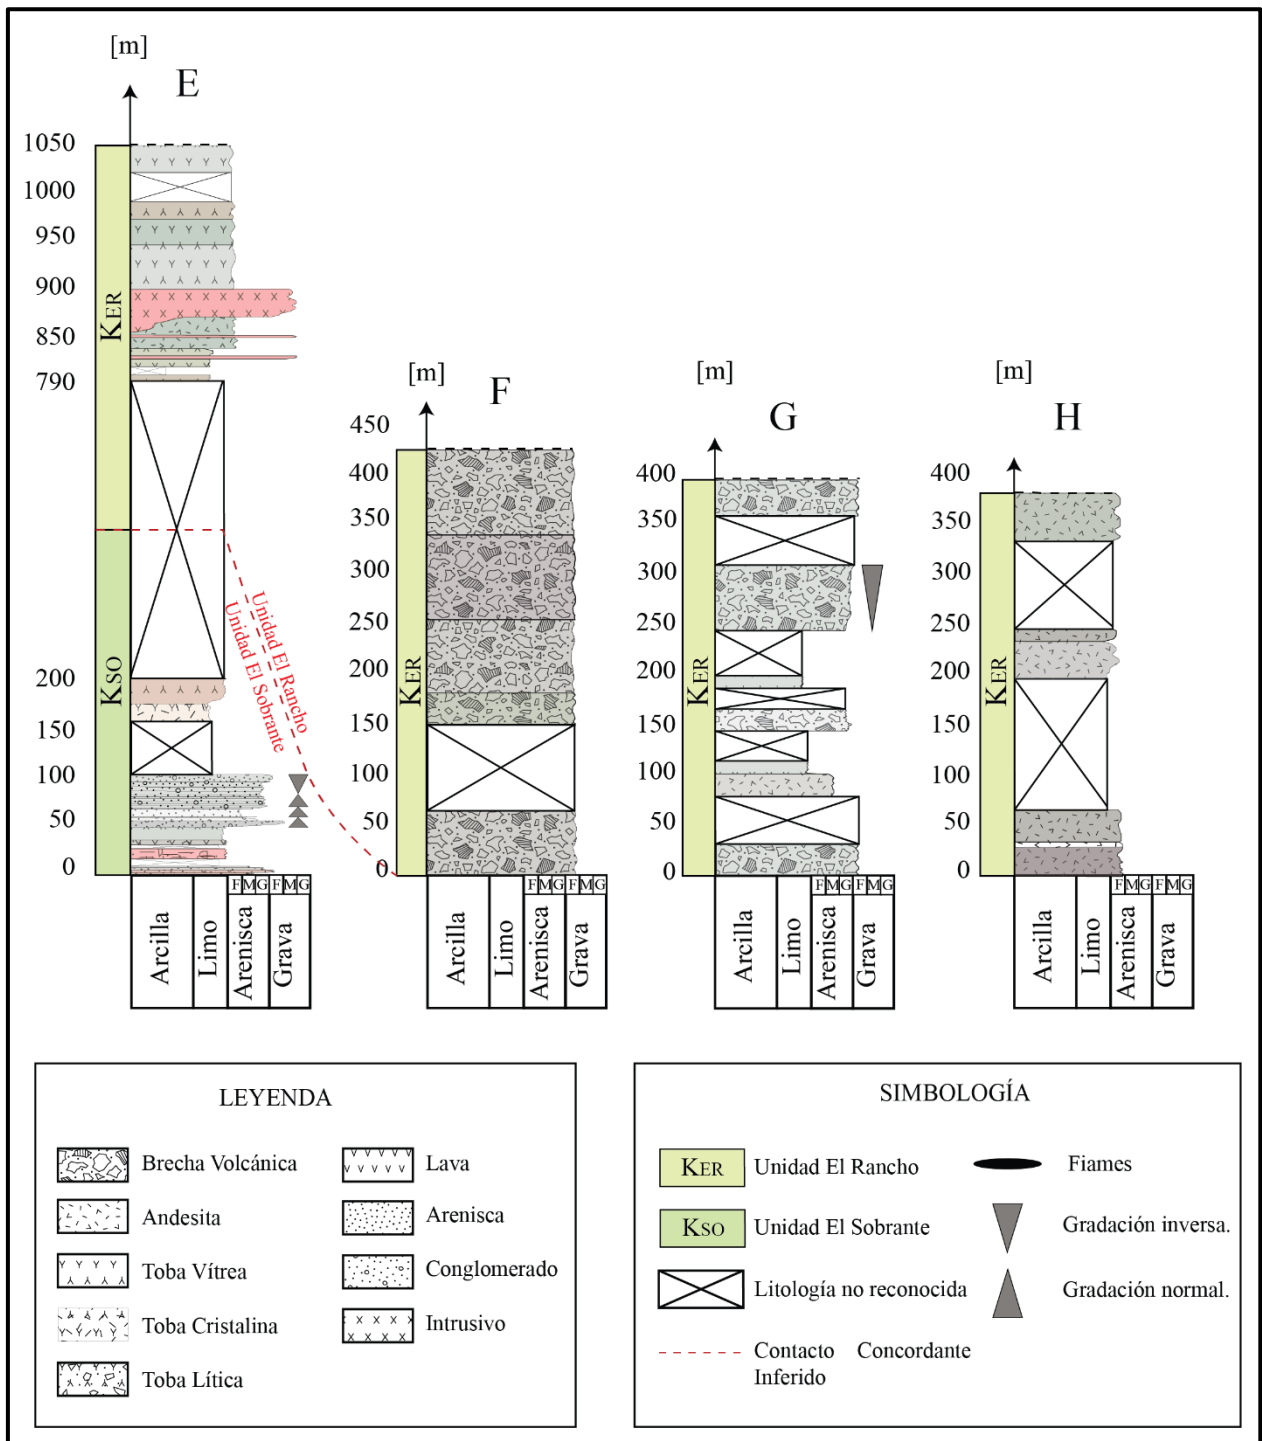 [m]
E
1050
1000
950
900
850
790
200
150
100
50
0
KER
KSO
Unidad El Rancho
Unidad El Sobrante
[m]
F
450
400
350
300
250
200
150
100
50
0
KER
[m]
G
400
350
300
250
200
150
100
50
0
KER
[m]
H
400
350
300
250
200
150
100
50
0
KER
F M G F M G
Arcilla
Limo
Arenisca
Grava
F M G F M G
Arcilla
Limo
Arenisca
Grava
F M G F M G
Arcilla
Limo
Arenisca
Grava
F M G F M G
Arcilla
Limo
Arenisca
Grava
LEYENDA
Brecha Volcánica
Andesita
Toba Vítrea
Toba Cristalina
Toba Lítica
Lava
Arenisca
Conglomerado
Intrusivo
SIMBOLOGÍA
KER Unidad El Rancho
KSO Unidad El Sobrante
Litología no reconocida
Contacto Concordante
Inferido
Fiames
Gradación inversa.
Gradación normal.